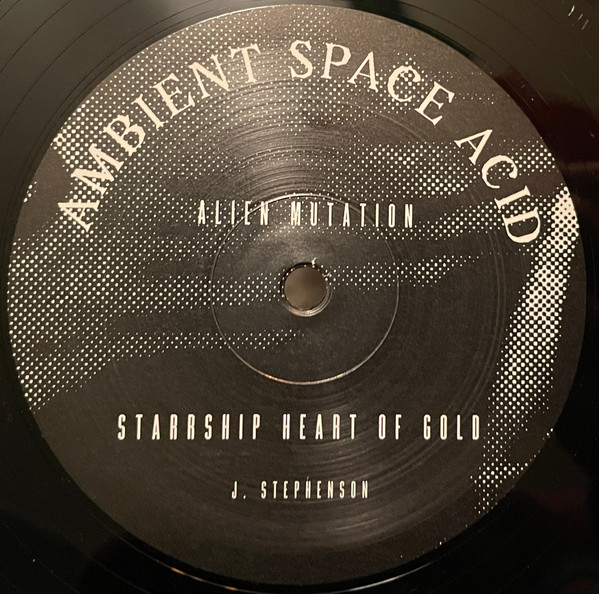 AMBIENT SPACE ACID
ALIEN MUTATION
STARRSHIP HEART OF GOLD
J. STEPHENSON